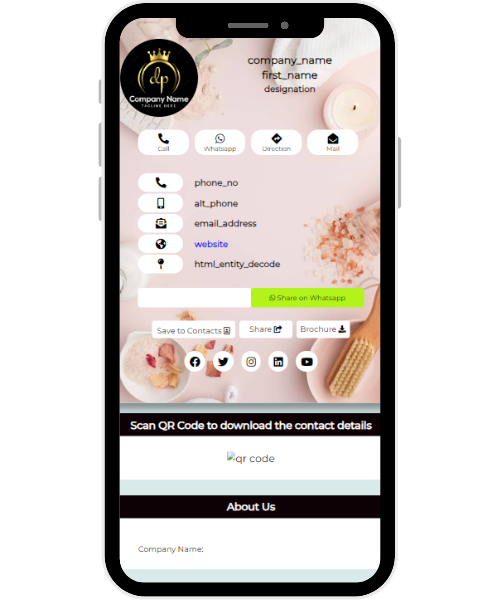 dp
Company Name
TAGLINE HERE
company_name
first_name
designation
Call
Whatsapp
Direction
Mail
phone_no
alt_phone
email_address
website
html_entity_decode
Share on Whatsapp
Save to Contacts
Share
Brochure
Scan QR Code to download the contact details
qr code
About Us
Company Name: